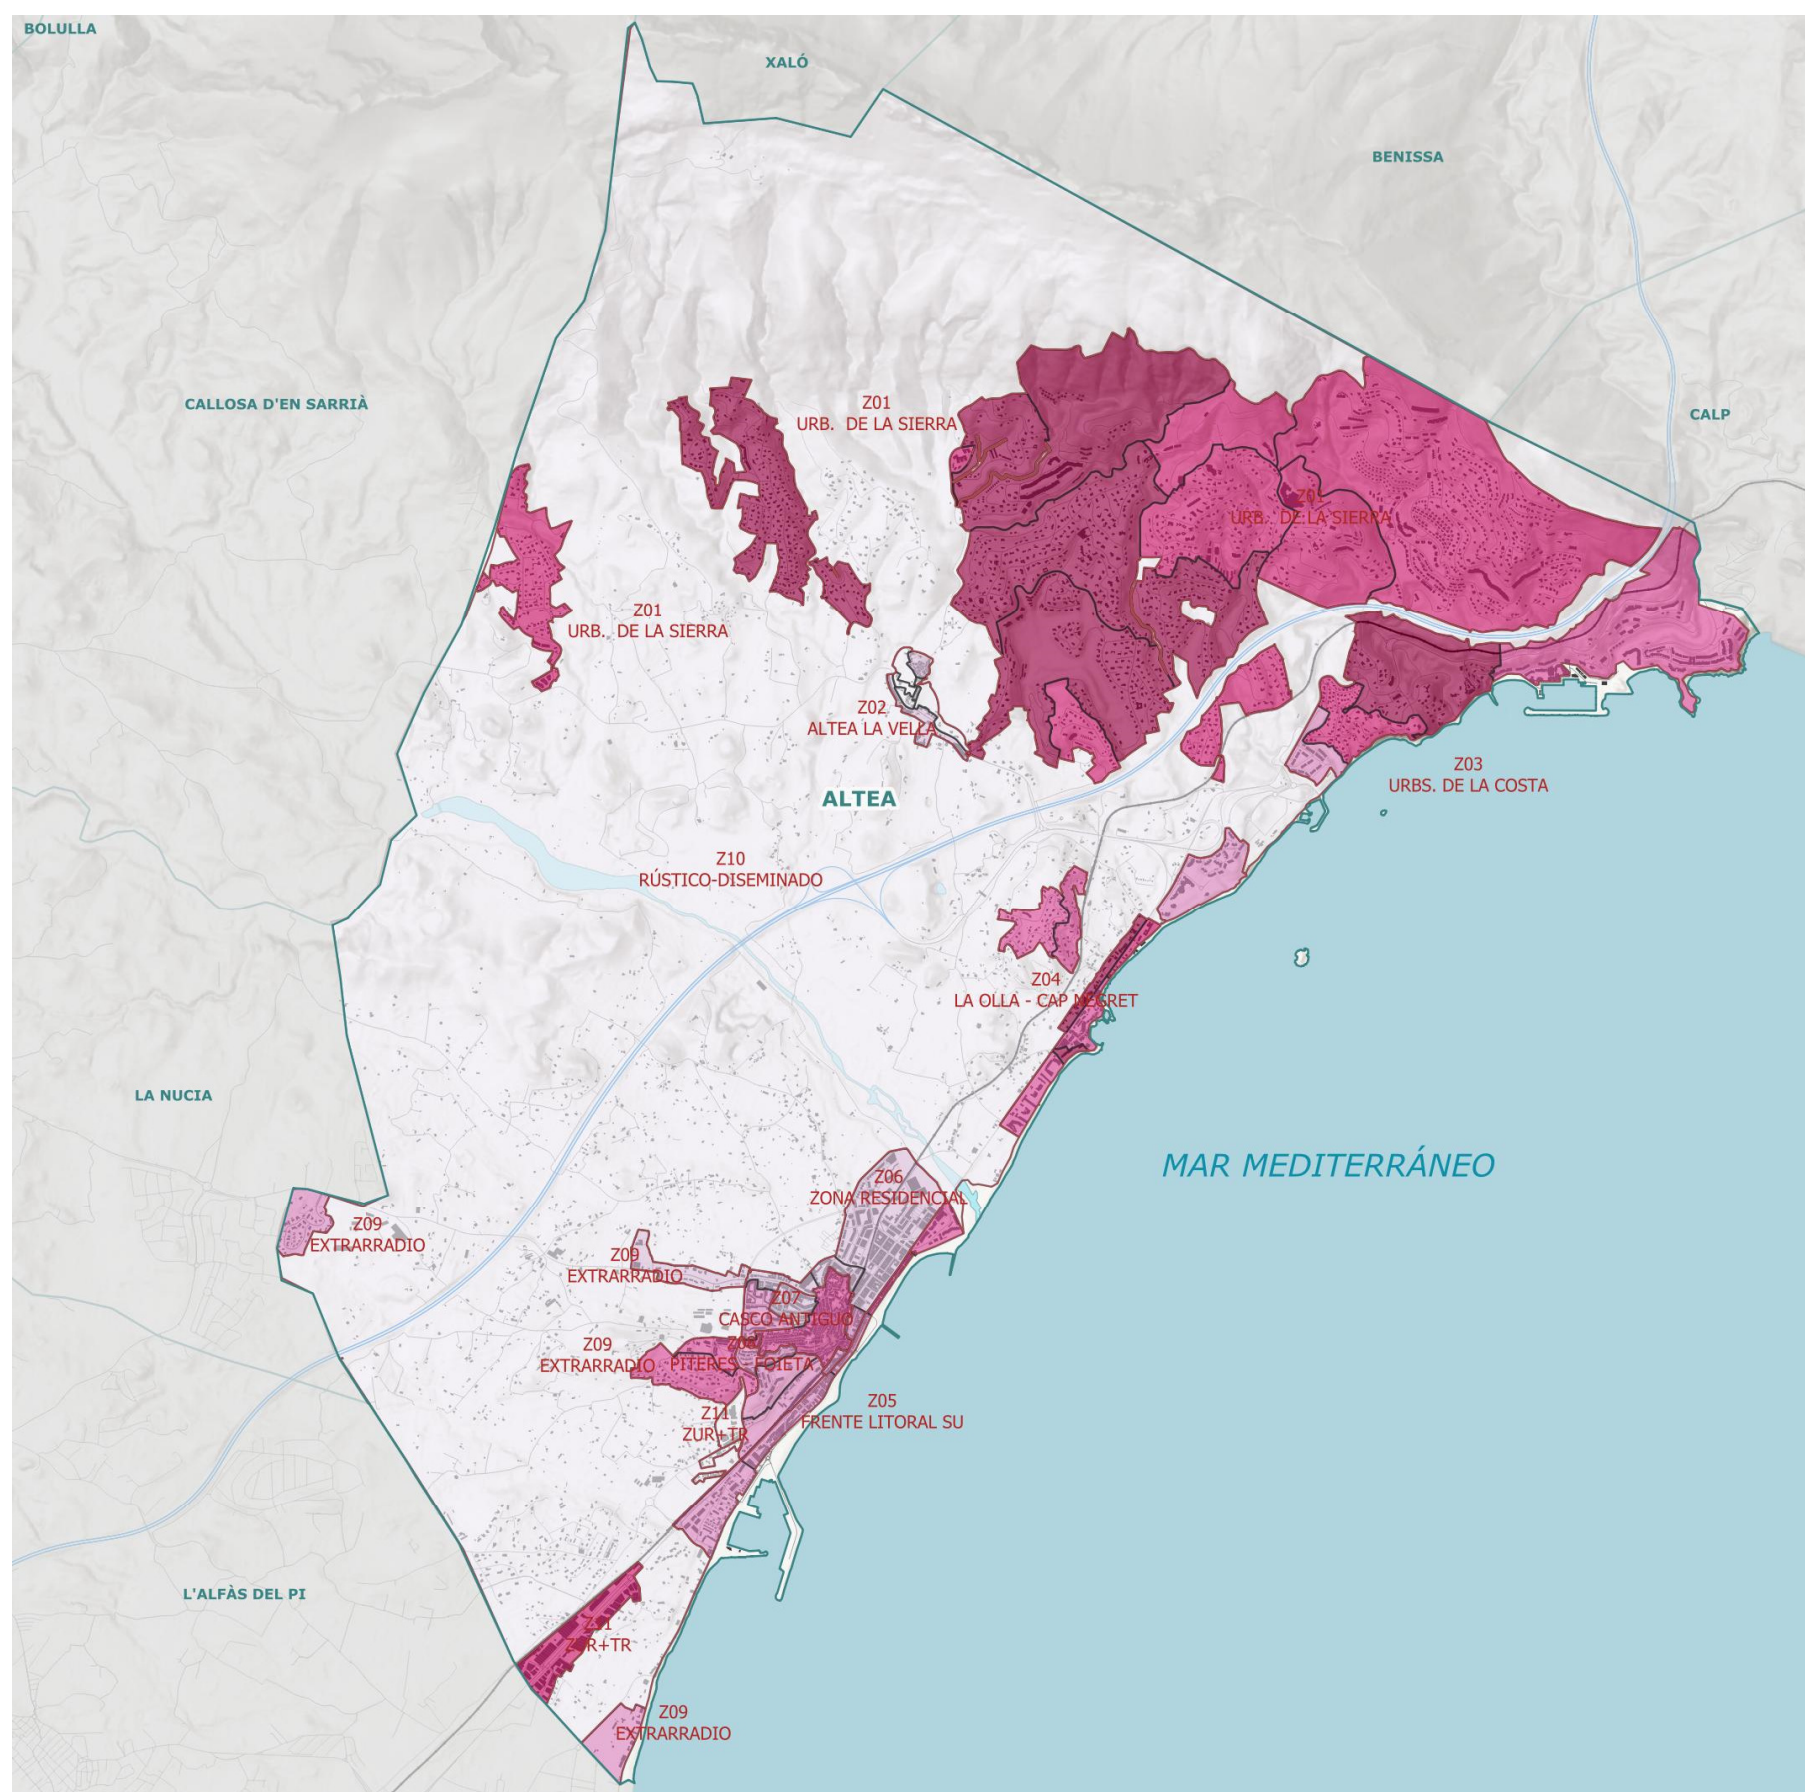 BOLULLA
XALÓ
BENISSA
CALLOSA D'EN SARRIÀ
Z01
URB. DE LA SIERRA
CALP
Z01
URB. DE LA SIERRA
Z01
URB. DE LA SIERRA
Z02
ALTEA LA VELLA
Z03
URBS. DE LA COSTA
ALTEA
Z10
RÚSTICO-DISEMINADO
Z04
LA OLLA - CAP NEGRET
LA NUCIA
MAR MEDITERRÁNEO
Z06
ZONA RESIDENCIAL
Z09
EXTRARRADIO
Z09
EXTRARRADIO
Z07
CASCO ANTIGUO
Z08
PITERES - FOIETA
Z09
EXTRARRADIO
Z05
FRENTE LITORAL SU
Z11
ZUR+TR
L'ALFÀS DEL PI
Z11
ZUR+TR
Z09
EXTRARRADIO